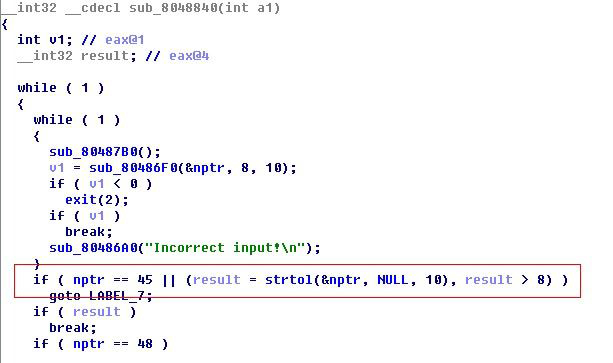 __int32 __cdecl sub_8048840(int a1)
{
int v1; // eax@1
__int32 result; // eax@4
while ( 1 )
{
while ( 1 )
{
sub_80487B0();
v1 = sub_80486F0(&nptr, 8, 10);
if ( v1 < 0 )
exit(2);
if ( v1 )
break;
sub_80486A0("Incorrect input!\n");
}
if ( nptr == 45 || (result = strtol(&nptr, NULL, 10), result > 8) )
goto LABEL_7;
if ( result )
break;
if ( nptr == 48 )